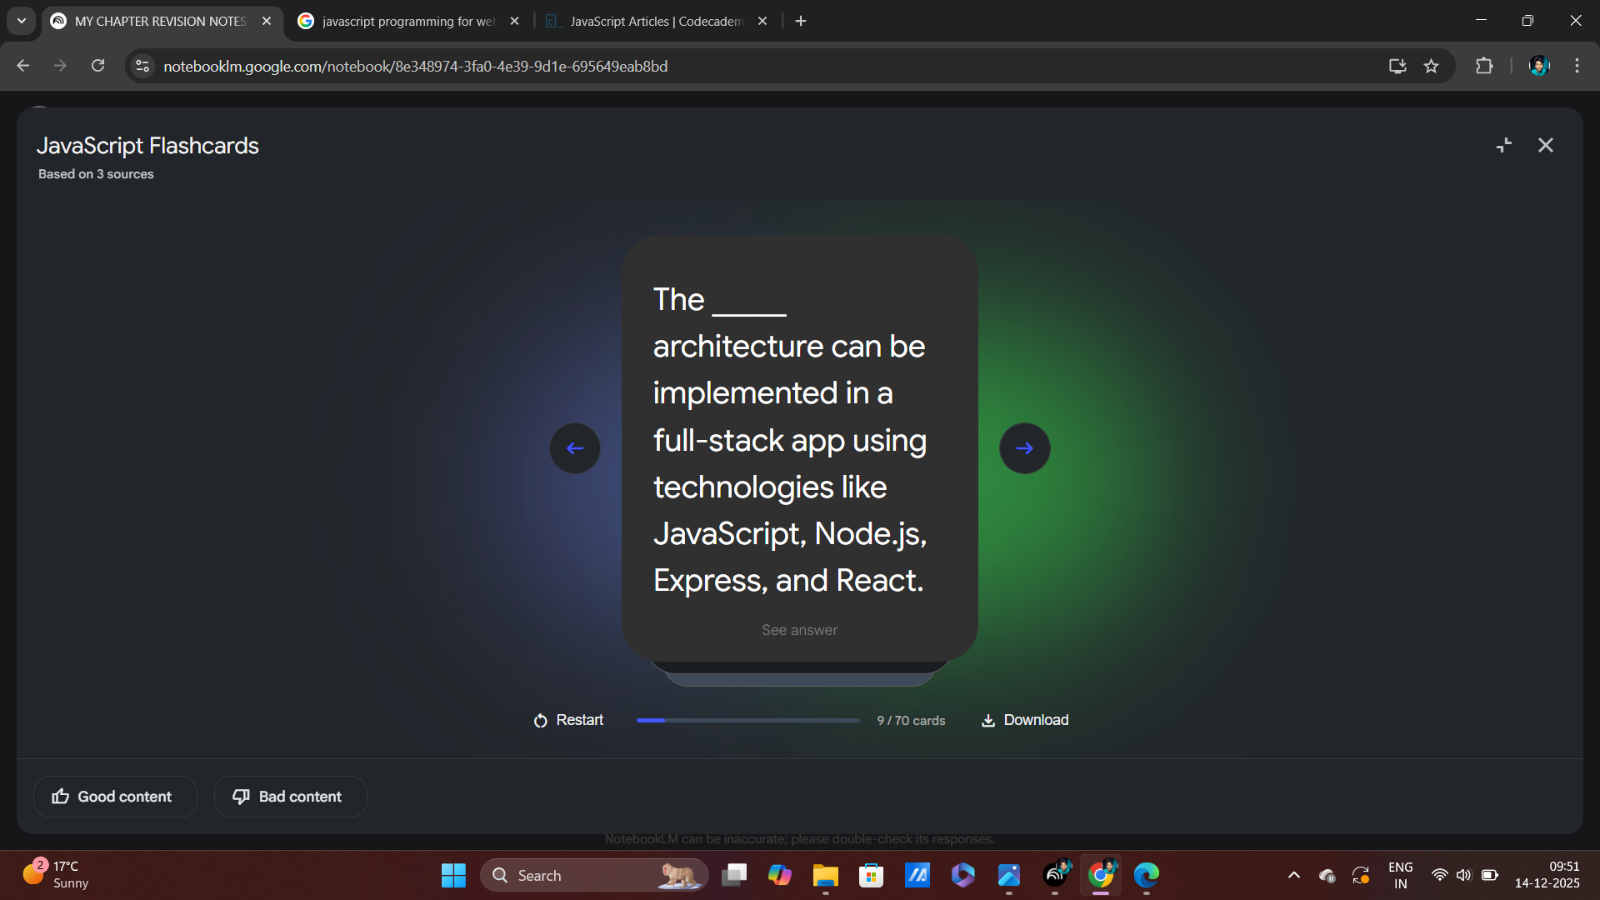 MY CHAPTER REVISION NOTES
javascript programming for we
JavaScript Articles | Codecadem
notebooklm.google.com/notebook/8e348974-3fa0-4e39-9d1e-695649eab8bd
JavaScript Flashcards
Based on 3 sources
The _____
architecture can be
implemented in a
full-stack app using
technologies like
JavaScript, Node.js,
Express, and React.
See answer
Restart
9 / 70 cards
Download
Good content
Bad content
NotebookLM can be inaccurate; please double-check its responses.
2
17°C
Sunny
Search
ENG
IN
09:51
14-12-2025